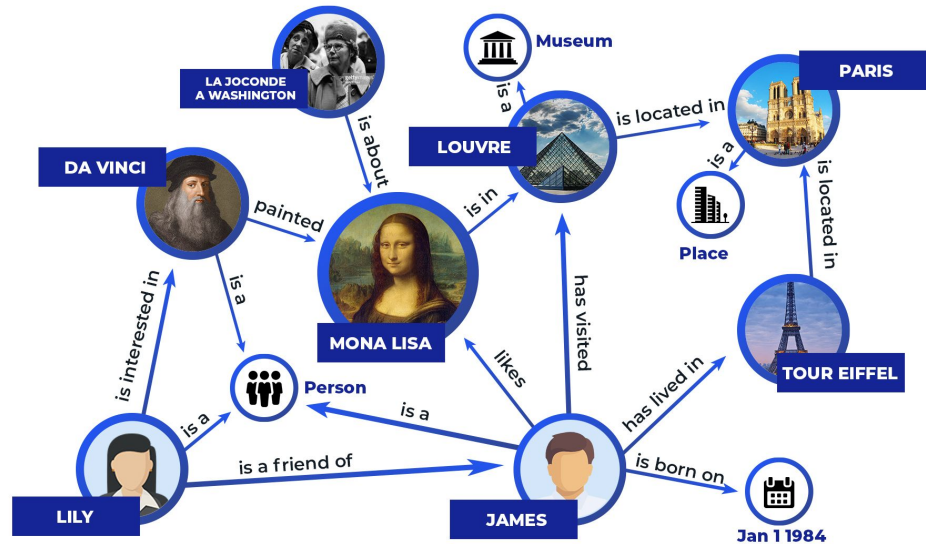 Museum
PARIS
LA JOCONDE
A WASHINGTON
is a
is located in
LOUVRE
is about
is a
DA VINCI
is in
painted
is located in
Place
is a
has visited
is interested in
MONA LISA
likes
TOUR EIFFEL
Person
has lived in
is a
is a
is a friend of
is born on
LILY
JAMES
Jan 1 1984